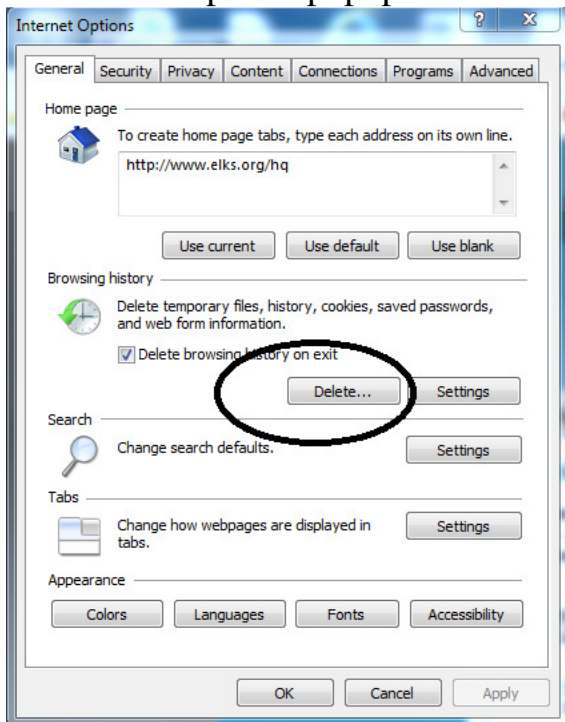 Internet Options
General Security Privacy Content Connections Programs Advanced
Home page
To create home page tabs, type each address on its own line.
http://www.elks.org/hq
Use current Use default Use blank
Browsing history
Delete temporary files, history, cookies, saved passwords,
and web form information.
Delete browsing history on exit
Delete... Settings
Search
Change search defaults. Settings
Tabs
Change how webpages are displayed in Settings
tabs.
Appearance
Colors Languages Fonts Accessibility
OK Cancel Apply